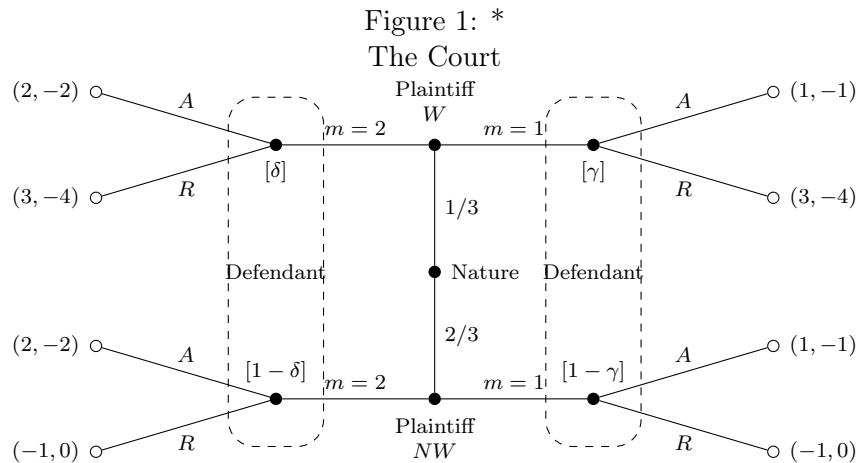 Figure 1: *
The Court
(2, −2)
A
Plaintiff
W
A
(1, −1)
m = 2
m = 1
[δ]
[γ]
(3, −4)
R
R
(3, −4)
1/3
Defendant
Nature
Defendant
2/3
(2, −2)
A
[1 − δ]
[1 − γ]
A
(1, −1)
m = 2
m = 1
(−1, 0)
R
Plaintiff
NW
R
(−1, 0)